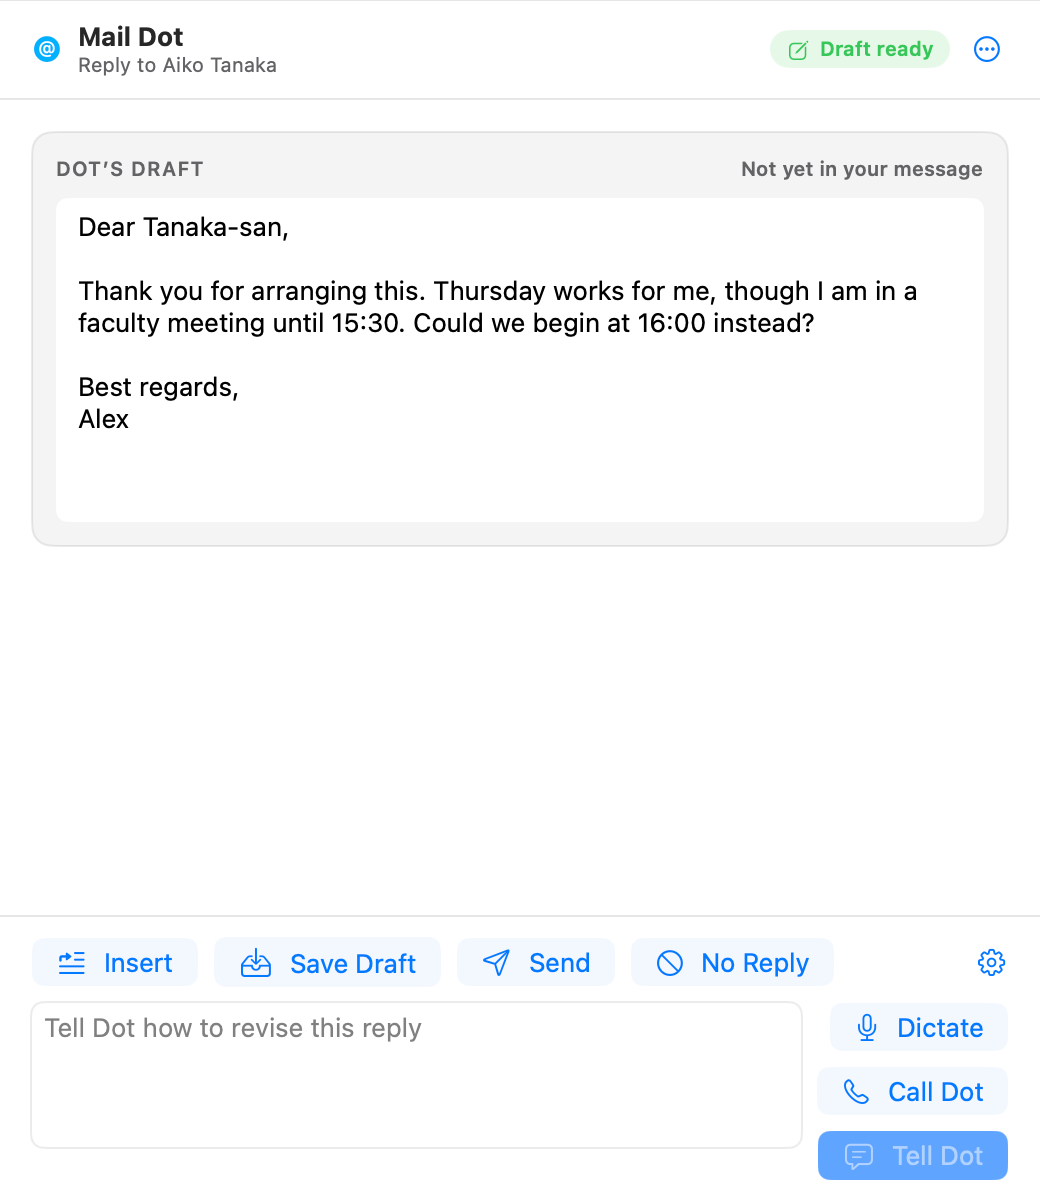 Mail Dot
Reply to Aiko Tanaka
Draft ready
DOT’S DRAFT
Not yet in your message
Dear Tanaka-san,
Thank you for arranging this. Thursday works for me, though I am in a
faculty meeting until 15:30. Could we begin at 16:00 instead?
Best regards,
Alex
Insert
Save Draft
Send
No Reply
Tell Dot how to revise this reply
Dictate
Call Dot
Tell Dot